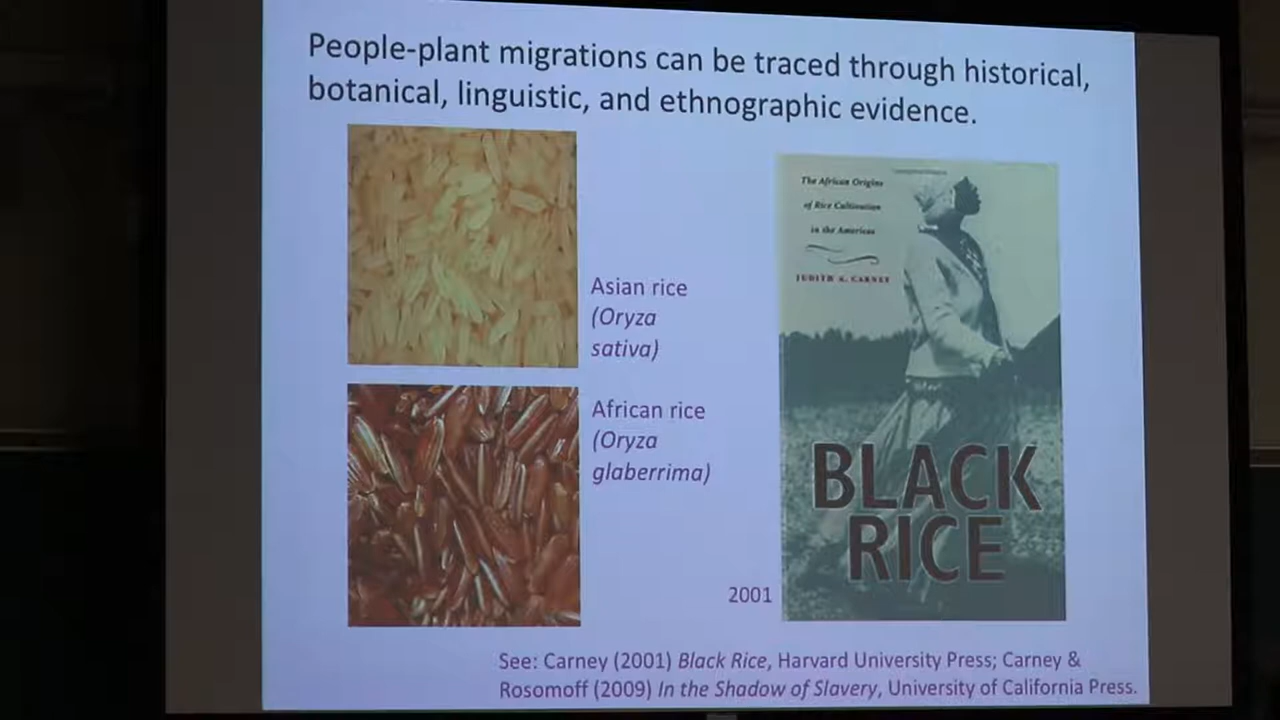 People-plant migrations can be traced through historical,
botanical, linguistic, and ethnographic evidence.
Asian rice
(Oryza
sativa)
African rice
(Oryza
glaberrima)
The African Origins
of Rice Cultivation
in the Americas
JUDITH A. CARNEY
BLACK
RICE
2001
See: Carney (2001) Black Rice, Harvard University Press; Carney &
Rosomoff (2009) In the Shadow of Slavery, University of California Press.